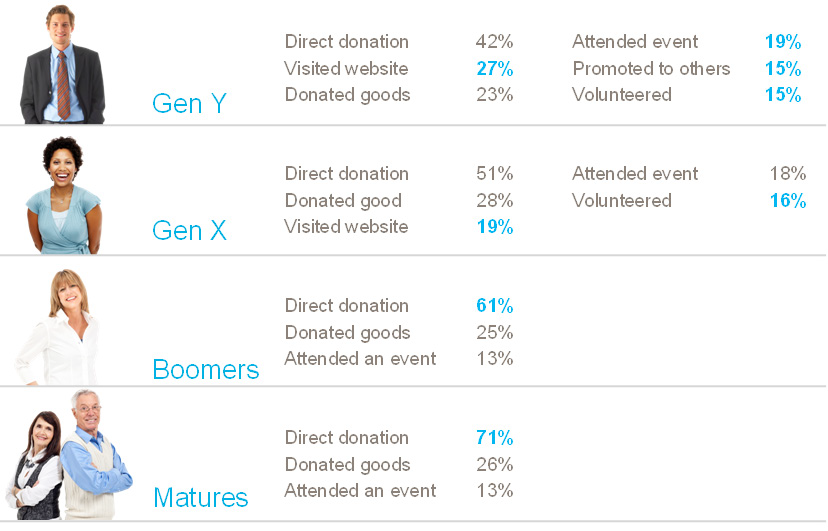 Direct donation 42% Attended event 19%
Visited website 27% Promoted to others 15%
Donated goods 23% Volunteered 15%
Gen Y
Direct donation 51% Attended event 18%
Donated good 28% Volunteered 16%
Visited website 19%
Gen X
Direct donation 61%
Donated goods 25%
Attended an event 13%
Boomers
Direct donation 71%
Donated goods 26%
Attended an event 13%
Matures